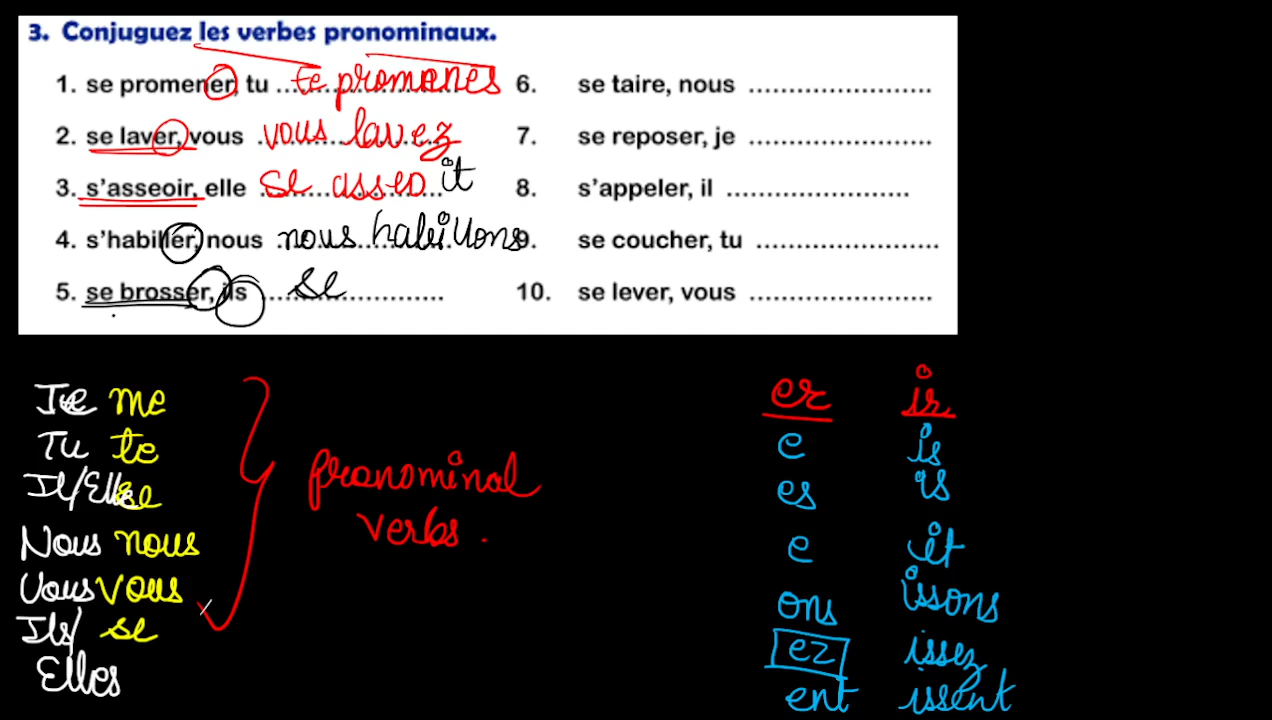 3. Conjuguez les verbes pronominaux.
1. se promener, tu ........ te promenes
2. se laver, vous ........ vous lavez
3. s'asseoir, elle ........ se asseoit
4. s'habiller, nous ........ nous habillons
5. se brosser, ils ........ se
6. se taire, nous ........
7. se reposer, je ........
8. s'appeler, il ........
9. se coucher, tu ........
10. se lever, vous ........
Je me
Tu te
Il/Elle se
Nous nous
Vous vous
Ils/ se
Elles
pronominal
verbs.
er ir
e is
es is
e it
ons issons
ez issez
ent issent